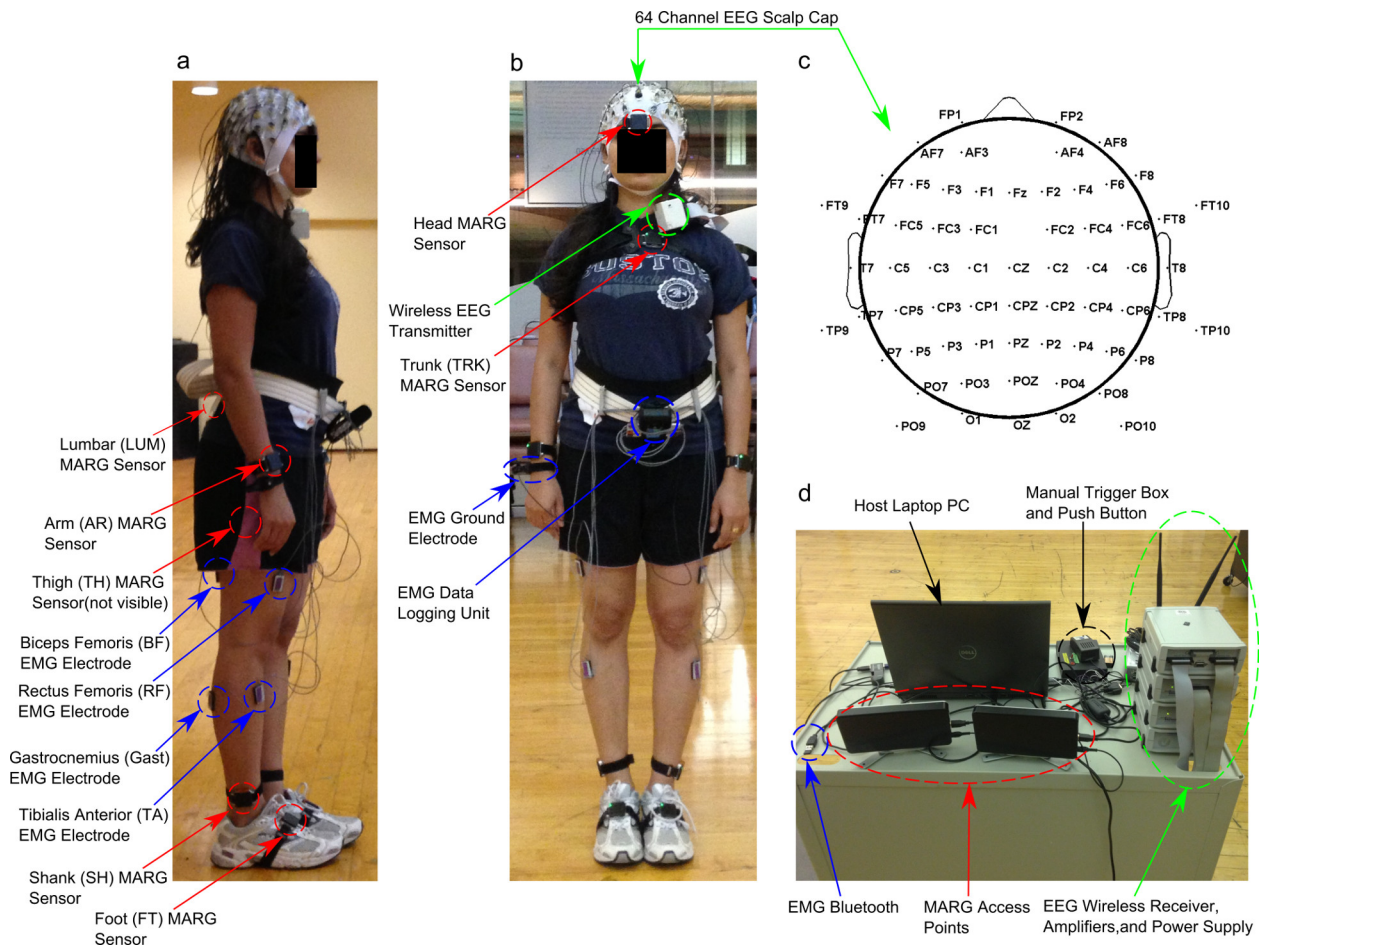 64 Channel EEG Scalp Cap
a
b
c
Head MARG
Sensor
Wireless EEG
Transmitter
Trunk (TRK)
MARG Sensor
Lumbar (LUM)
MARG Sensor
Arm (AR) MARG
Sensor
Thigh (TH) MARG
Sensor(not visible)
Biceps Femoris (BF)
EMG Electrode
Rectus Femoris (RF)
EMG Electrode
Gastrocnemius (Gast)
EMG Electrode
Tibialis Anterior (TA)
EMG Electrode
Shank (SH) MARG
Sensor
Foot (FT) MARG
Sensor
EMG Ground
Electrode
EMG Data
Logging Unit
BOSTON
FP1 FP2
AF7 AF3 AF4 AF8
F7 F5 F3 F1 Fz F2 F4 F6 F8
FT9 FT7 FC5 FC3 FC1 FC2 FC4 FC6 FT8 FT10
T7 C5 C3 C1 CZ C2 C4 C6 T8
TP9 TP7 CP5 CP3 CP1 CPZ CP2 CP4 CP6 TP8 TP10
P7 P5 P3 P1 PZ P2 P4 P6 P8
PO7 PO3 POZ PO4 PO8
PO9 O1 OZ O2 PO10
d
Host Laptop PC
Manual Trigger Box
and Push Button
DELL
EMG Bluetooth
MARG Access
Points
EEG Wireless Receiver,
Amplifiers,and Power Supply